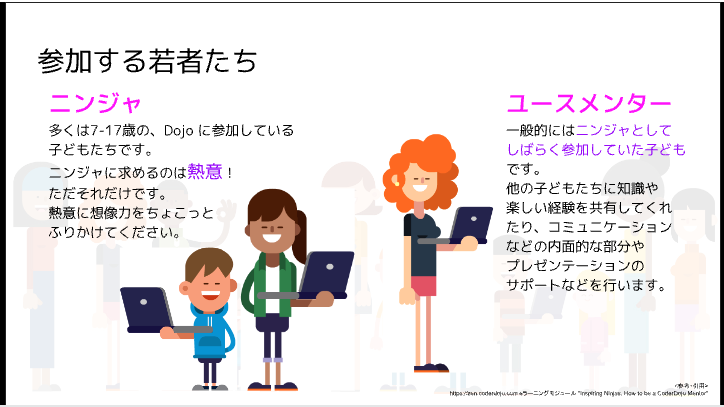 参加する若者たち
ニンジャ
多くは7-17歳の、Dojo に参加している
子どもたちです。
ニンジャに求めるのは熱意！
ただそれだけです。
熱意に想像力をちょこっと
ふりかけてください。
ユースメンター
一般的にはニンジャとして
しばらく参加していた子ども
です。
他の子どもたちに知識や
楽しい経験を共有してくれ
たり、コミュニケーション
などの内面的な部分や
プレゼンテーションの
サポートなどを行います。
<参考・引用>
ラーニングモジュール "Inspiring Ninjas: How to be a CoderDojo Mentor"